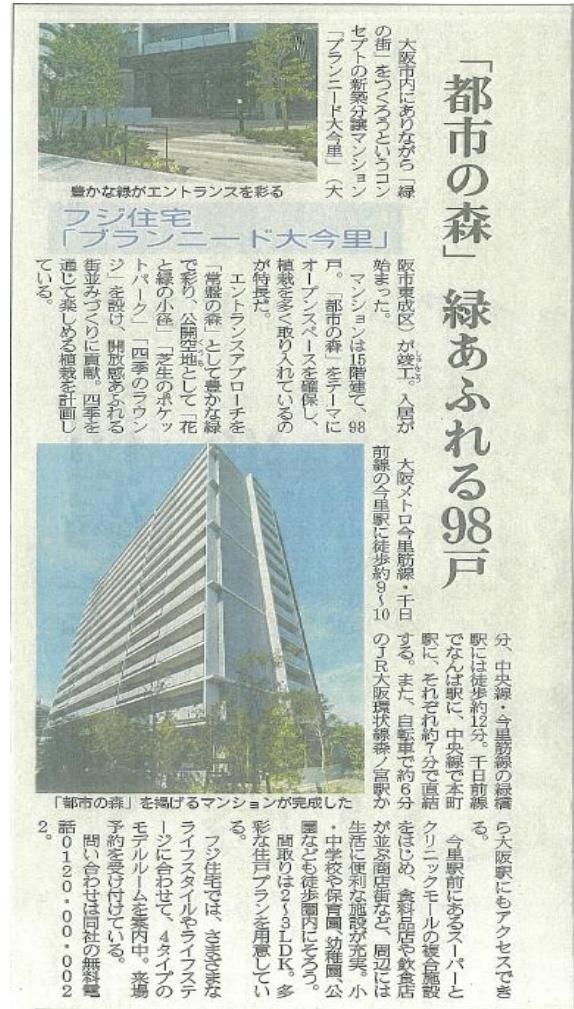 「都市の森」緑あふれる98戸
大阪市内にありながら「緑
の街」をつくろうというコン
セプトの新築分譲マンション
「ブランニード大今里」(大
豊かな緑がエントランスを彩る
フジ住宅
「ブランニード大今里」
阪市東成区)が竣工。入居が
しゅんこう
始まった。
マンションは15階建て、98
戸。「都市の森」をテーマに
オープンスペースを確保し、
植栽を多く取り入れているの
が特長だ。
エントランスアプローチを
「常盤の森」として豊かな緑
で彩り、公開空地として「花
くうち
と緑の小径」「芝生のポケッ
トパーク」「四季のラウン
ジ」を設け、開放感あふれる
街並みづくりに貢献。四季を
通じて楽しめる植栽を計画し
ている。
大阪メトロ今里筋線・千日
前線の今里駅に徒歩約9~10
分、中央線・今里筋線の緑橋
駅には徒歩約12分。千日前線
でなんば駅に、中央線で本町
駅に、それぞれ約7分で直結
する。また、自転車で約6分
のJR大阪環状線森ノ宮駅か
「都市の森」を掲げるマンションが完成した
ら大阪駅にもアクセスでき
る。
今里駅前にあるスーパーと
クリニックモールの複合施設
をはじめ、食料品店や飲食店
が並ぶ商店街など、周辺には
生活に便利な施設が充実。小
・中学校や保育園、幼稚園、公
園なども徒歩圏内にそろう。
間取りは2~3LDK。多
彩な住戸プランを用意してい
る。
フジ住宅では、さまざまな
ライフスタイルやライフステ
ージに合わせて、4タイプの
モデルルームを案内中。来場
予約を受け付けている。
問い合わせは同社の無料電
話0120・00・002
2。